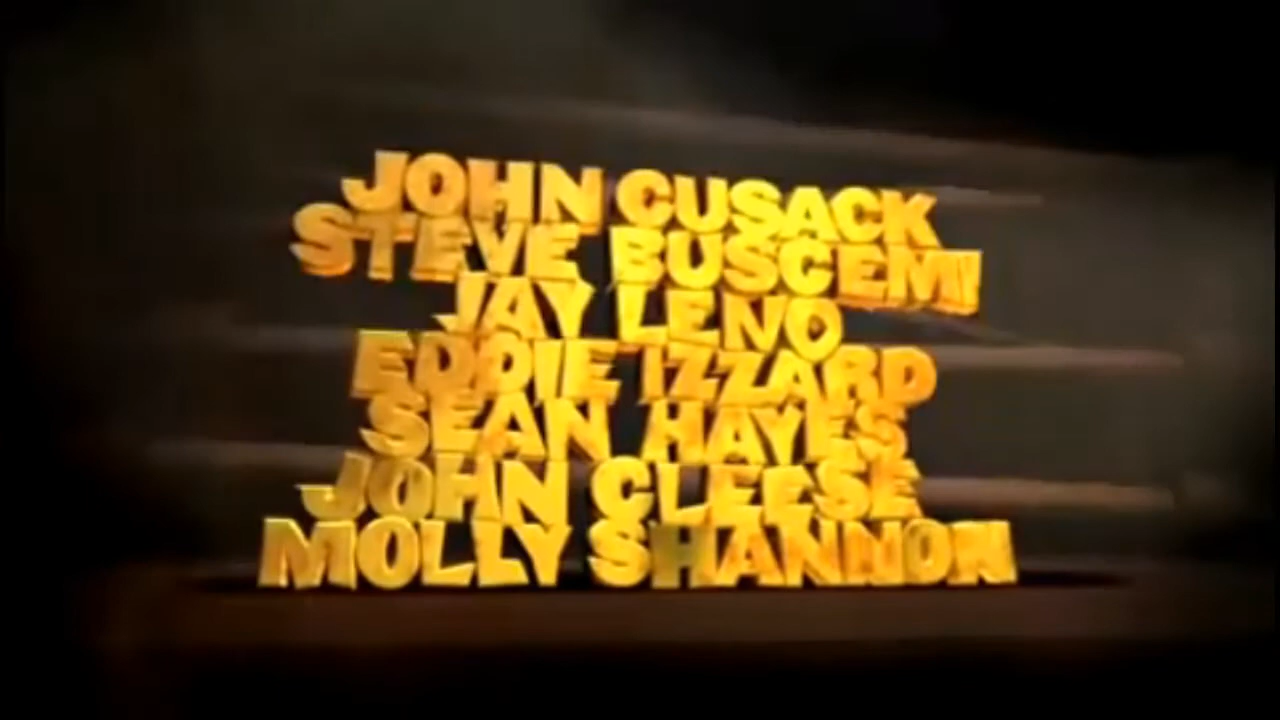 JOHN CUSACK
STEVE BUSCEMI
JAY LENO
EDDIE IZZARD
SEAN HAYES
JOHN CLEESE
MOLLY SHANNON